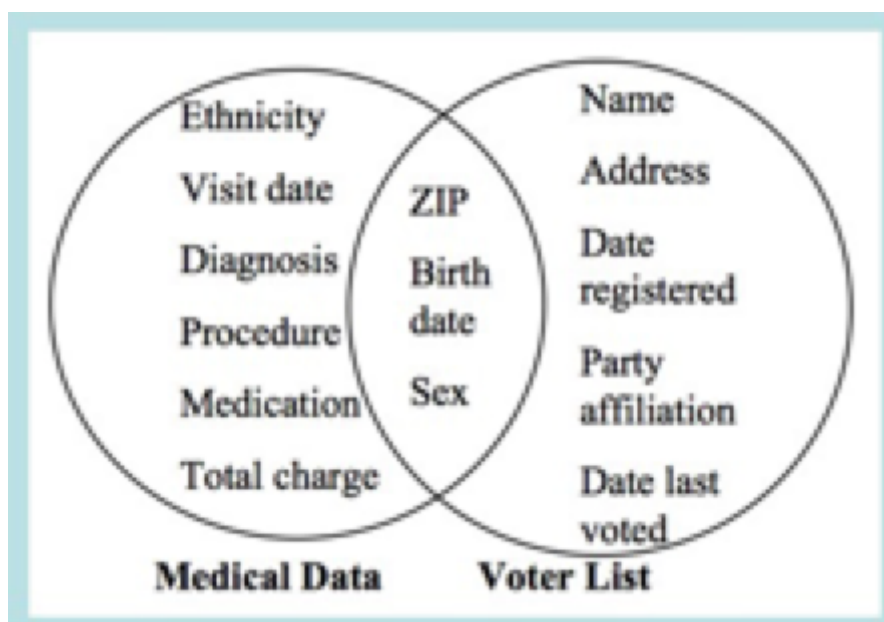 Ethnicity
Visit date
Diagnosis
Procedure
Medication
Total charge
ZIP
Birth
date
Sex
Name
Address
Date
registered
Party
affiliation
Date last
voted
Medical Data
Voter List